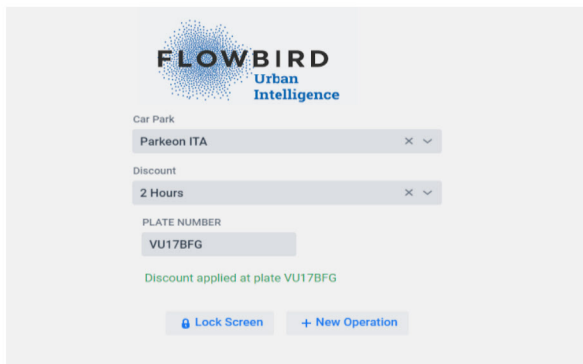 FLOWBIRD
Urban
Intelligence
Car Park
Parkeon ITA
Discount
2 Hours
PLATE NUMBER
VU17BFG
Discount applied at plate VU17BFG
Lock Screen
+ New Operation